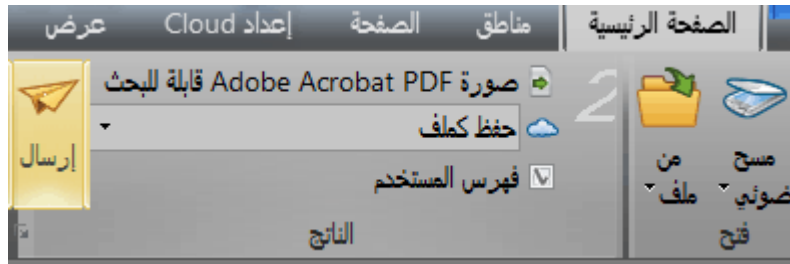 الصفحة الرئيسية
مناطق
الصفحة
إعداد Cloud
عرض
مسح ضوئي
من ملف
فتح
2
صورة Adobe Acrobat PDF قابلة للبحث
حفظ كملف
فهرس المستخدم
الناتج
إرسال